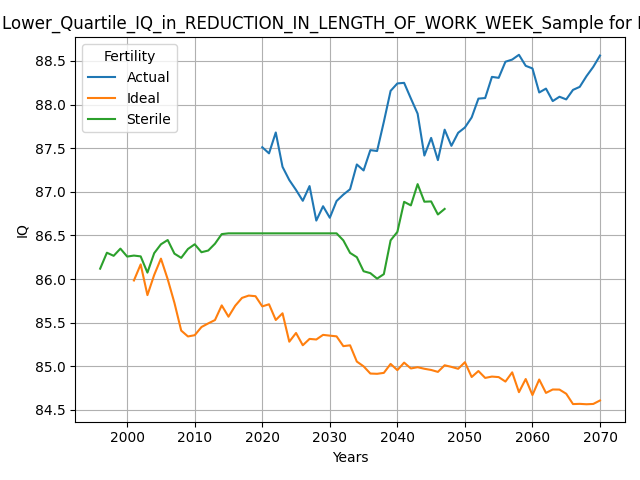 Lower_Quartile_IQ_in_REDUCTION_IN_LENGTH_OF_WORK_WEEK_Sample for
Fertility
Actual
Ideal
Sterile
IQ
88.5
88.0
87.5
87.0
86.5
86.0
85.5
85.0
84.5
2000 2010 2020 2030 2040 2050 2060 2070
Years